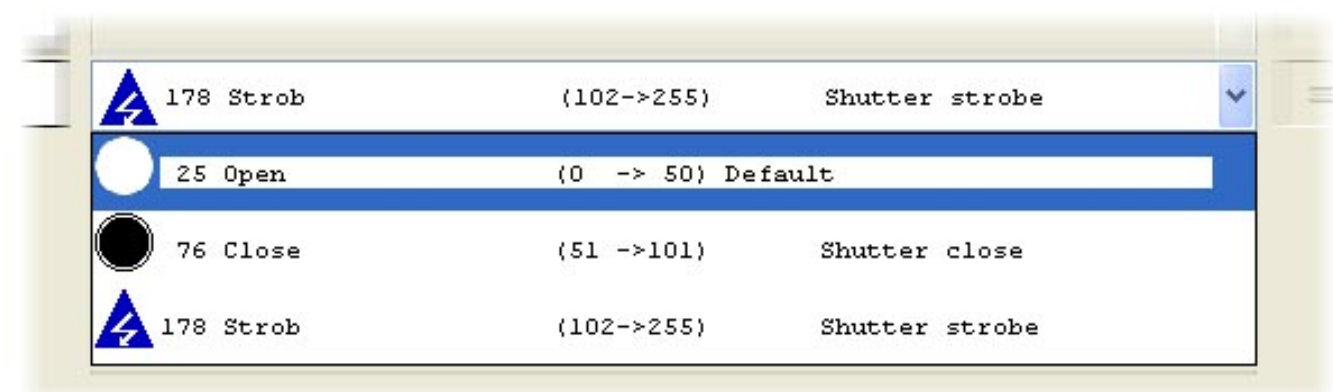 178 Strob (102->255) Shutter strobe
25 Open (0 -> 50) Default
76 Close (51 ->101) Shutter close
178 Strob (102->255) Shutter strobe